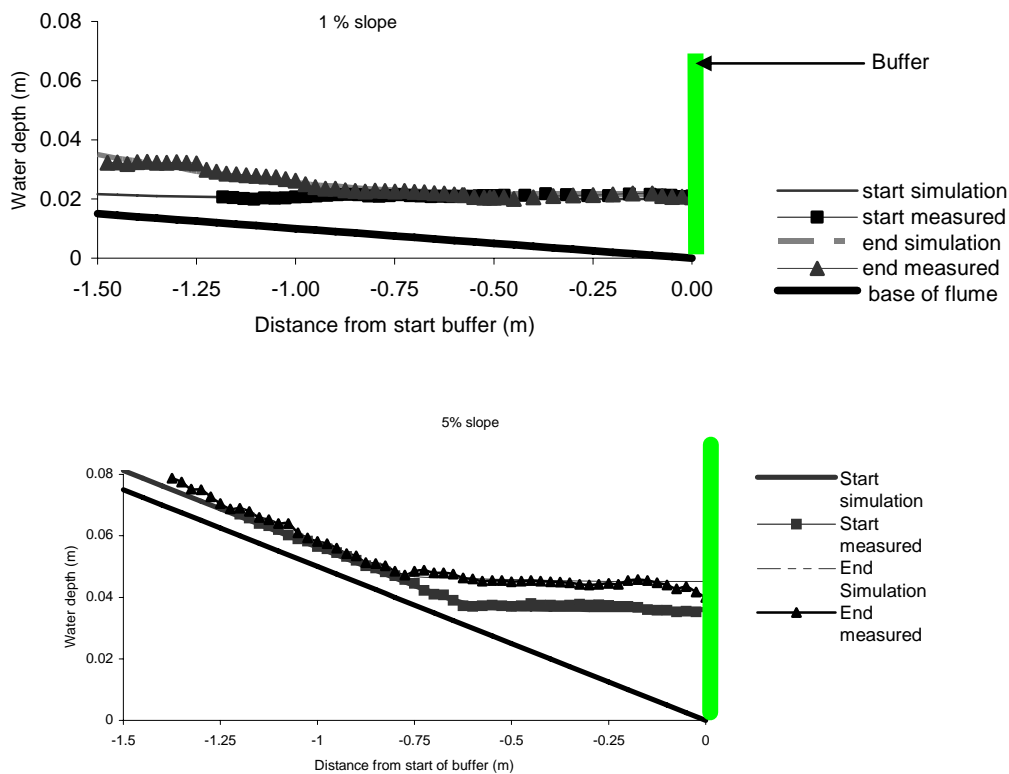 0.08
1 % slope
0.06
Buffer
0.04
0.02
0
Water depth (m)
-1.50 -1.25 -1.00 -0.75 -0.50 -0.25 0.00
Distance from start buffer (m)
start simulation
start measured
end simulation
end measured
base of flume
5% slope
0.08
0.06
0.04
0.02
0
Water depth (m)
-1.5 -1.25 -1 -0.75 -0.5 -0.25 0
Distance from start of buffer (m)
Start
simulation
Start
measured
End
Simulation
End
measured